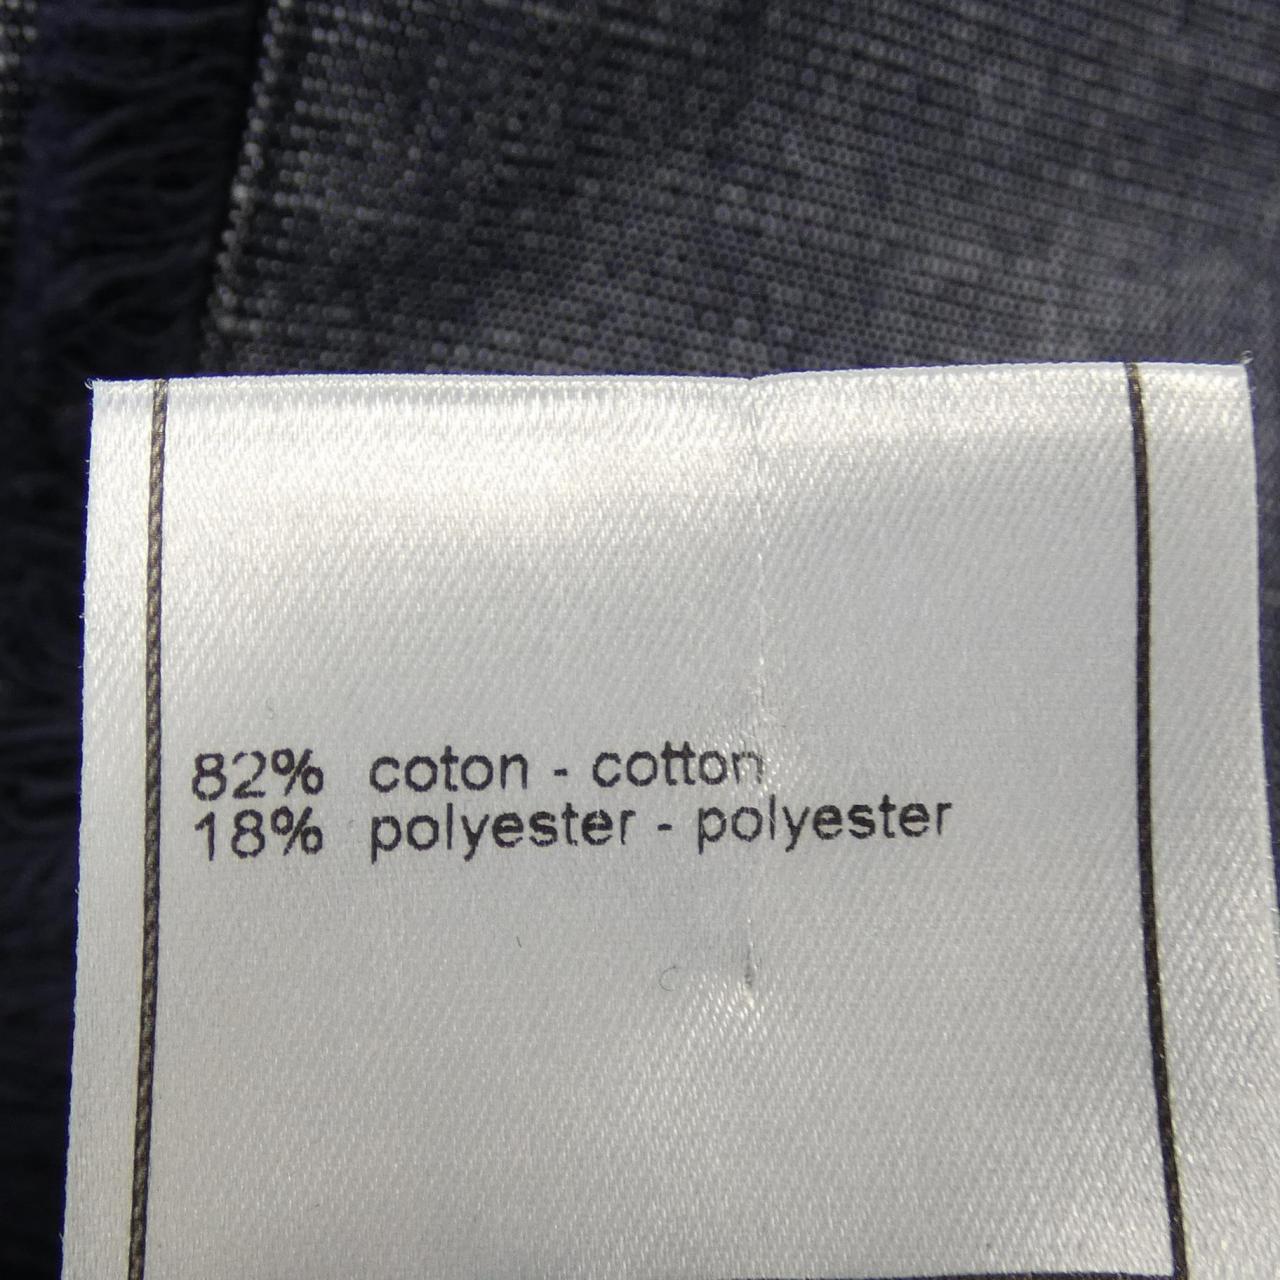 82% coton - cotton
18% polyester - polyester